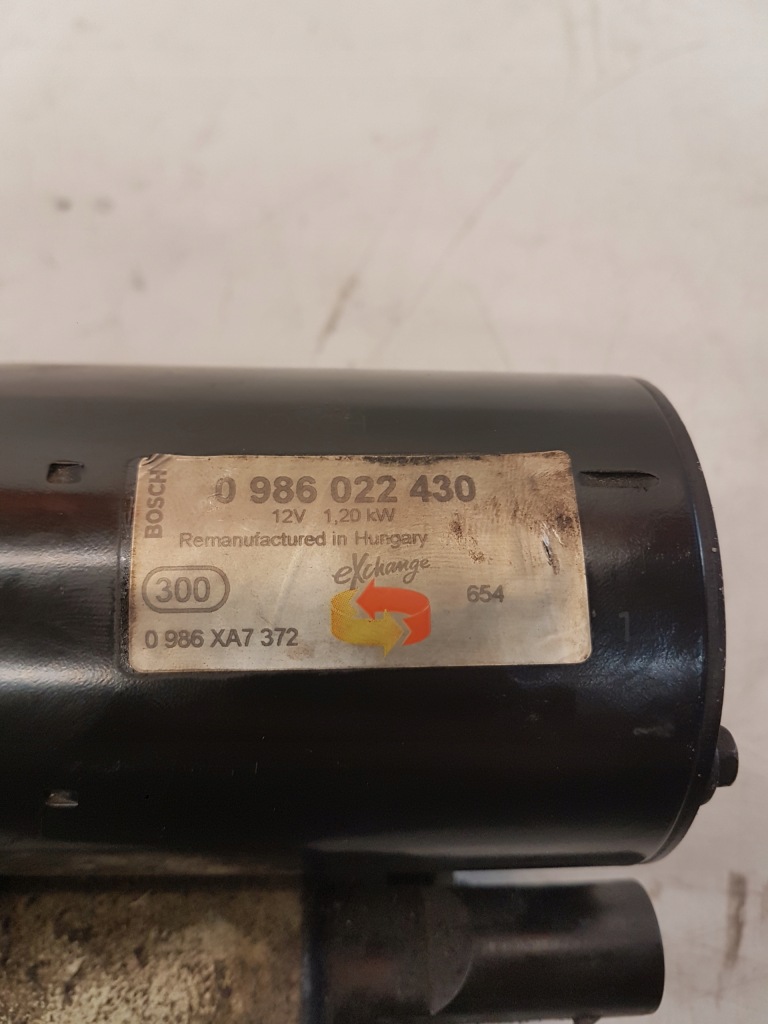 BOSCH
0 986 022 430
12V 1,20 kW
Remanufactured in Hungary
eXchange
300
654
0 986 XA7 372
1